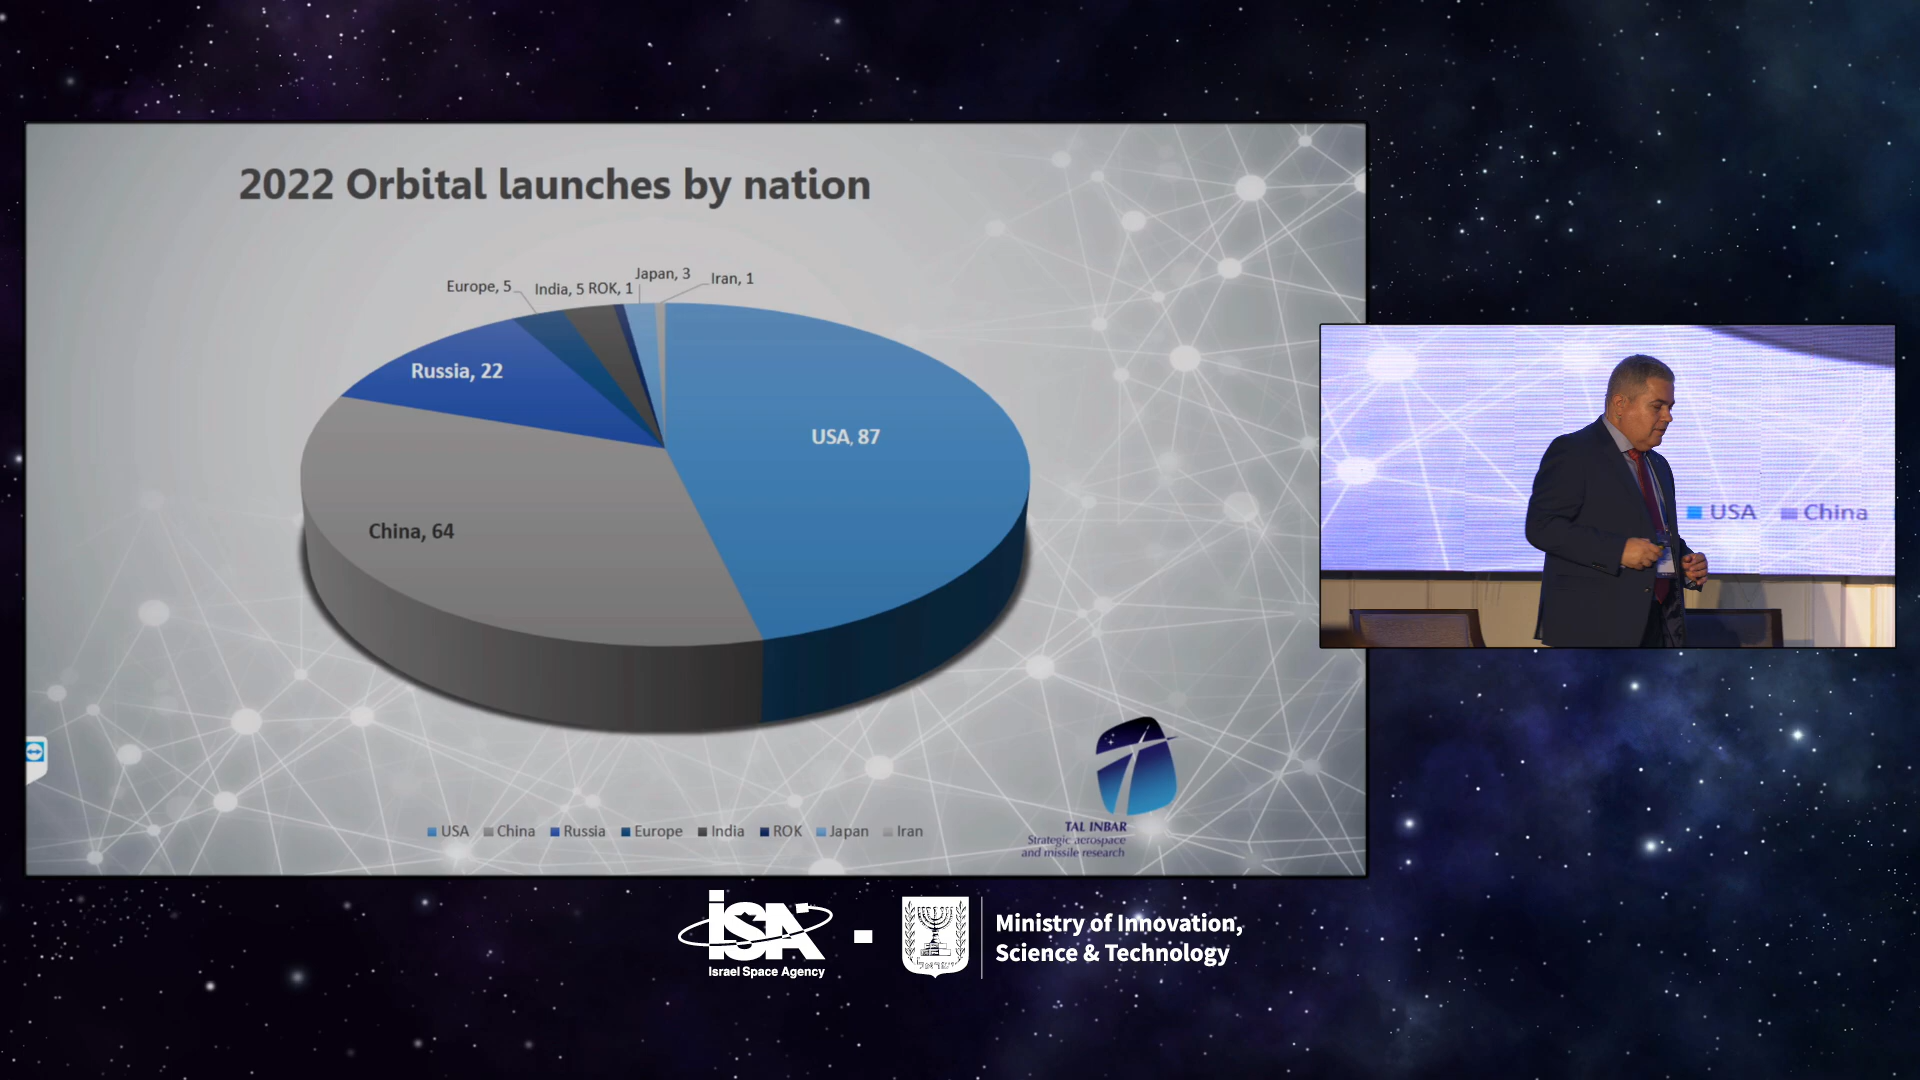 2022 Orbital launches by nation
Europe, 5
India, 5
ROK, 1
Japan, 3
Iran, 1
Russia, 22
USA, 87
China, 64
USA China Russia Europe India ROK Japan Iran
TAL INBAR
Strategic aerospace
and missile research
USA China
ISA
Israel Space Agency
Ministry of Innovation,
Science & Technology